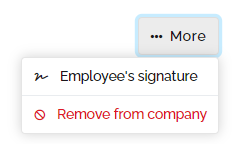 More
Employee's signature
Remove from company